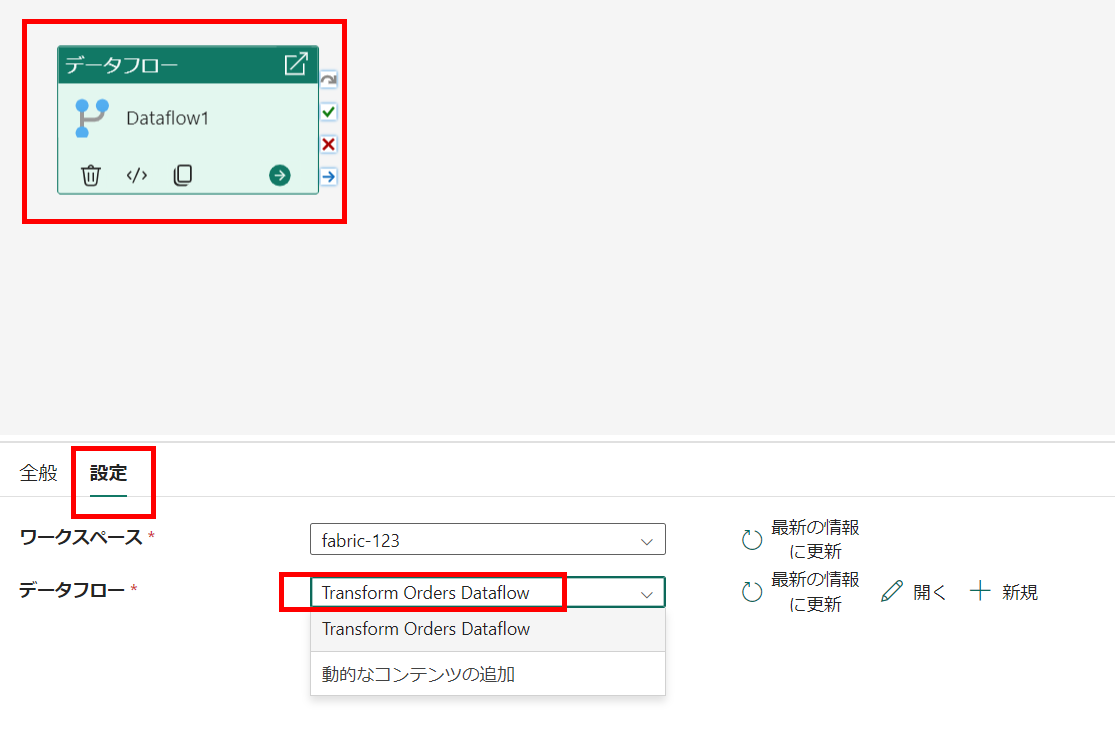 データフロー
Dataflow1
全般 設定
ワークスペース * fabric-123 最新の情報
に更新
データフロー * Transform Orders Dataflow 最新の情報
に更新 開く 新規
Transform Orders Dataflow
動的なコンテンツの追加